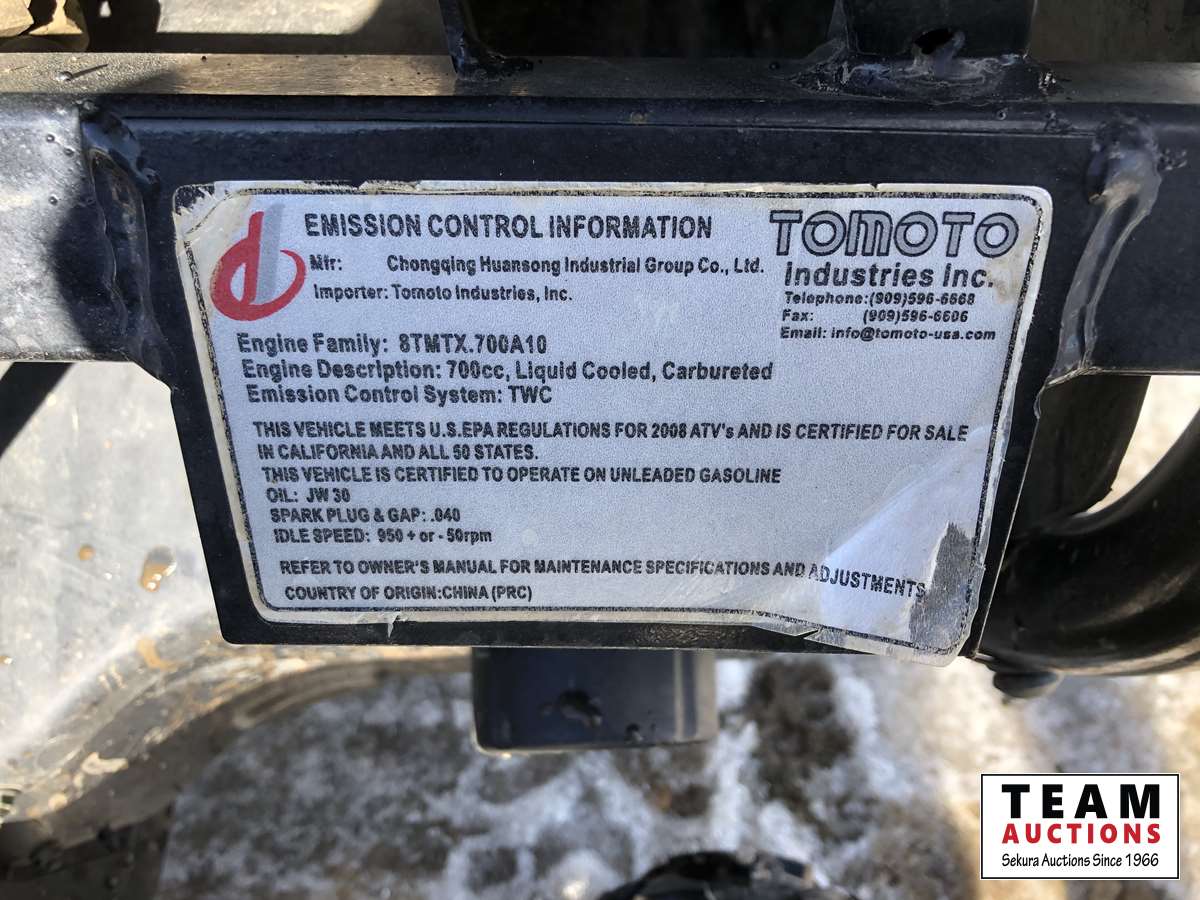 EMISSION CONTROL INFORMATION
Mfr: Chongqing Huansong Industrial Group Co., Ltd.
Importer: Tomoto Industries, Inc.
TOMOTO
Industries Inc.
Telephone:(909)596-6668
Fax: (909)596-6606
Email: info@tomoto-usa.com
Engine Family: 8TMTX.700A10
Engine Description: 700cc, Liquid Cooled, Carbureted
Emission Control System: TWC
THIS VEHICLE MEETS U.S.EPA REGULATIONS FOR 2008 ATV's AND IS CERTIFIED FOR SALE
IN CALIFORNIA AND ALL 50 STATES.
THIS VEHICLE IS CERTIFIED TO OPERATE ON UNLEADED GASOLINE
OIL: JW 30
SPARK PLUG & GAP: .040
IDLE SPEED: 950 + or - 50rpm
REFER TO OWNER'S MANUAL FOR MAINTENANCE SPECIFICATIONS AND ADJUSTMENTS
COUNTRY OF ORIGIN:CHINA (PRC)
TEAM
AUCTIONS
Sekura Auctions Since 1966